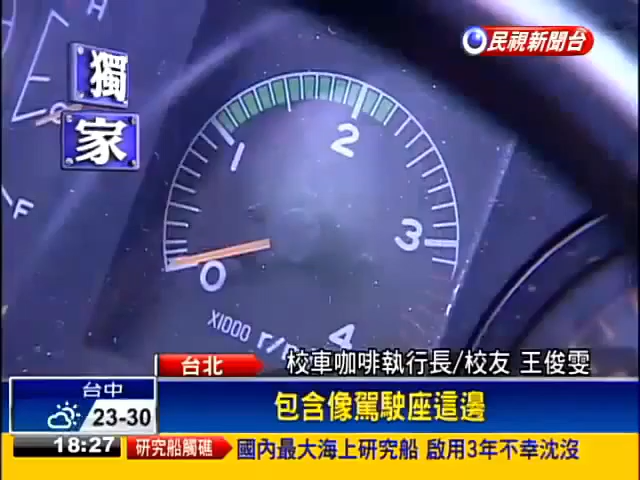 H
獨
家
民視新聞台
F
1
2
3
0
4
X1000 r/
台北
校車咖啡執行長/校友 王俊雯
台中
23-30
包含像駕駛座這邊
18:27
研究船觸礁
國內最大海上研究船 啟用3年不幸沈沒